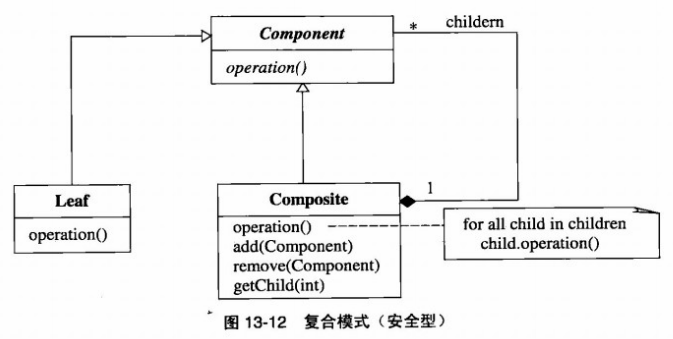 Component
*
childern
operation()
Leaf
operation()
Composite
1
operation()
add(Component)
remove(Component)
getChild(int)
for all child in children
child.operation()
图 13-12 复合模式（安全型）